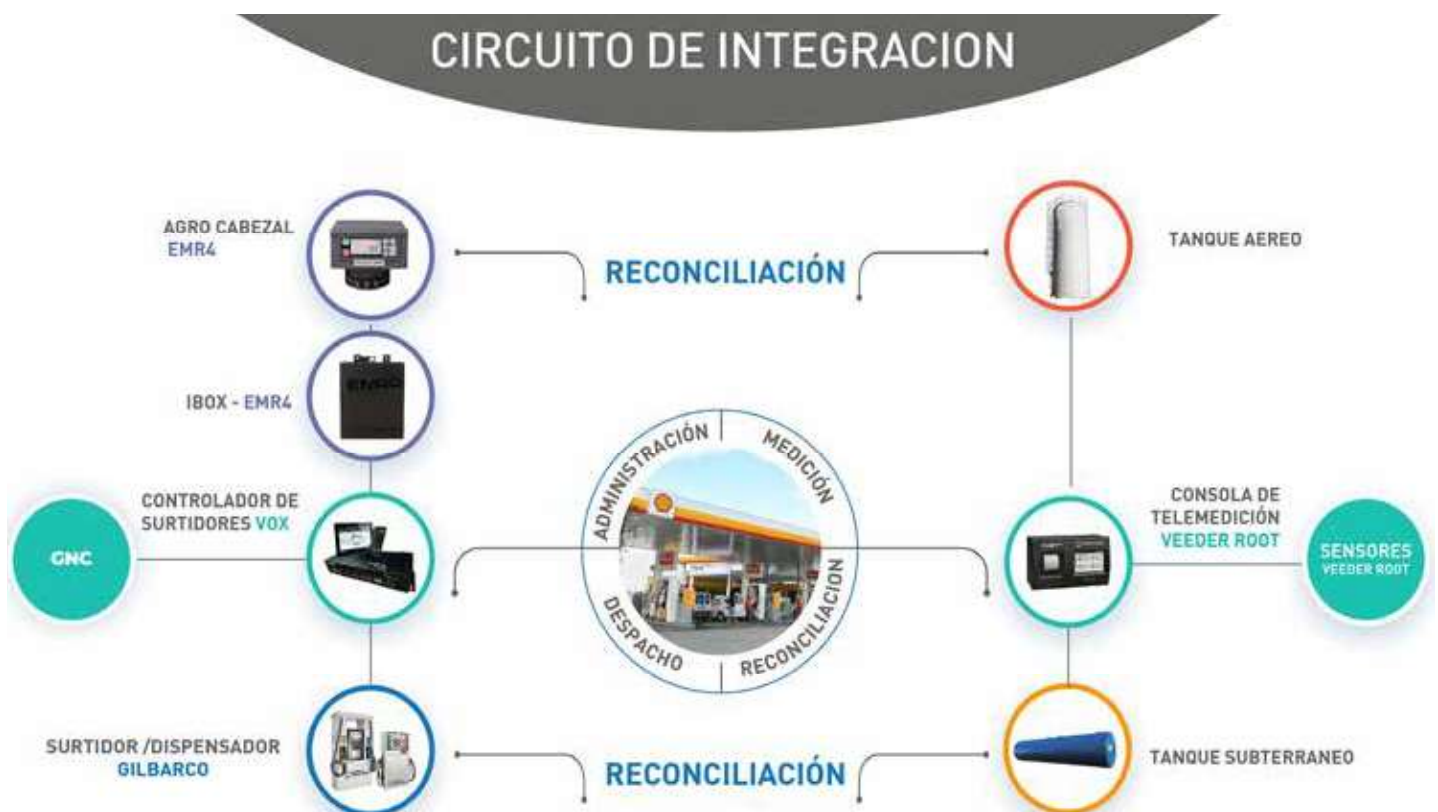 CIRCUITO DE INTEGRACION
AGRO CABEZAL
EMR4
RECONCILIACIÓN
TANQUE AEREO
IBOX - EMR4
CONTROLADOR DE
SURTIDORES VOX
GNC
ADMINISTRACIÓN
MEDICIÓN
DESPACHO
RECONCILIACION
CONSOLA DE
TELEMEDICIÓN
VEEDER ROOT
SENSORES
VEEDER ROOT
SURTIDOR /DISPENSADOR
GILBARCO
RECONCILIACIÓN
TANQUE SUBTERRANEO